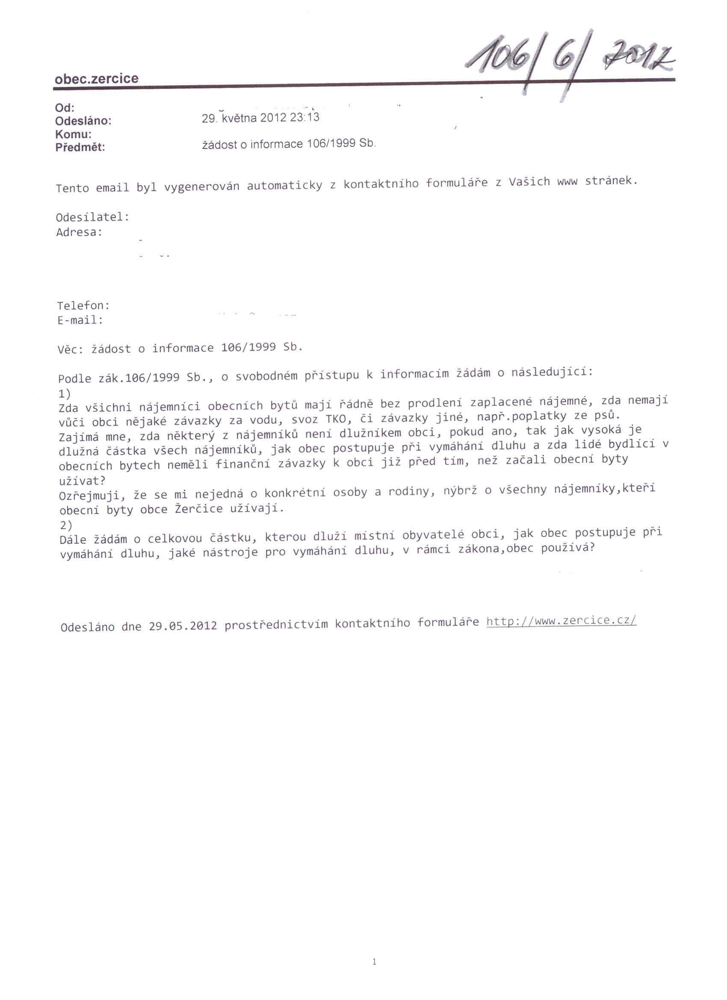 106/6/2012
obec.zercice
Od:
Odesláno: 29. května 2012 23:13
Komu:
Předmět: žádost o informace 106/1999 Sb.
Tento email byl vygenerován automaticky z kontaktního formuláře z Vašich www stránek.
Odesílatel:
Adresa:
Telefon:
E-mail:
Věc: žádost o informace 106/1999 Sb.
Podle zák.106/1999 Sb., o svobodném přístupu k informacím žádám o následující:
1)
Zda všichni nájemníci obecních bytů mají řádně bez prodlení zaplacené nájemné, zda nemají
vůči obci nějaké závazky za vodu, svoz TKO, či závazky jiné, např.poplatky ze psů.
Zajímá mne, zda některý z nájemníků není dlužníkem obci, pokud ano, tak jak vysoká je
dlužná částka všech nájemníků, jak obec postupuje při vymáhání dluhu a zda lidé bydlící v
obecních bytech neměli finanční závazky k obci již před tím, než začali obecní byty
užívat?
Ozřejmuji, že se mi nejedná o konkrétní osoby a rodiny, nýbrž o všechny nájemníky,kteří
obecní byty obce Žerčice užívají.
2)
Dále žádám o celkovou částku, kterou dluží místní obyvatelé obci, jak obec postupuje při
vymáhání dluhu, jaké nástroje pro vymáhání dluhu, v rámci zákona,obec používá?
Odesláno dne 29.05.2012 prostřednictvím kontaktního formuláře http://www.zercice.cz/
1